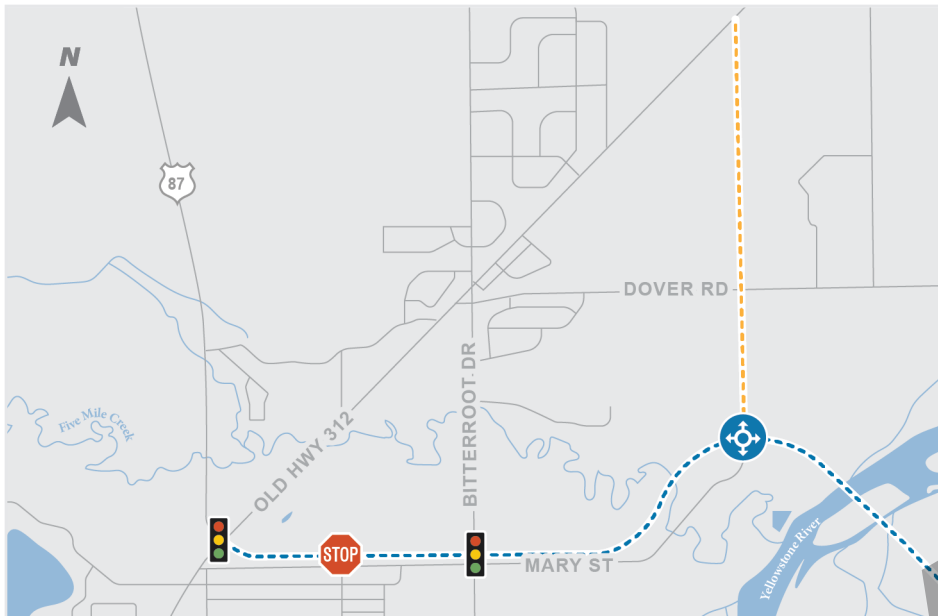 N
87
DOVER RD
BITTERROOT DR
Five Mile Creek
OLD HWY 312
STOP
MARY ST
Yellowstone River